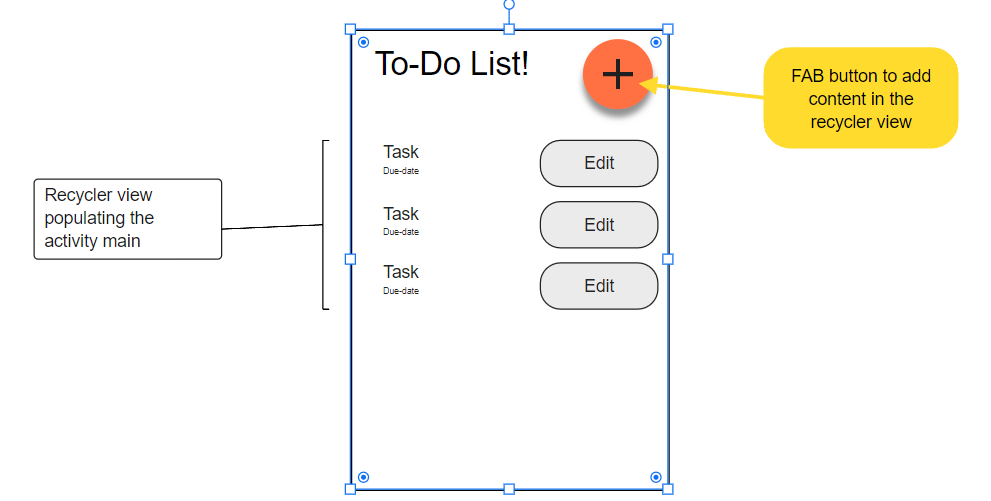 To-Do List!
FAB button to add
content in the
recycler view
Task
Due-date
Edit
Recycler view
populating the
activity main
Task
Due-date
Edit
Task
Due-date
Edit